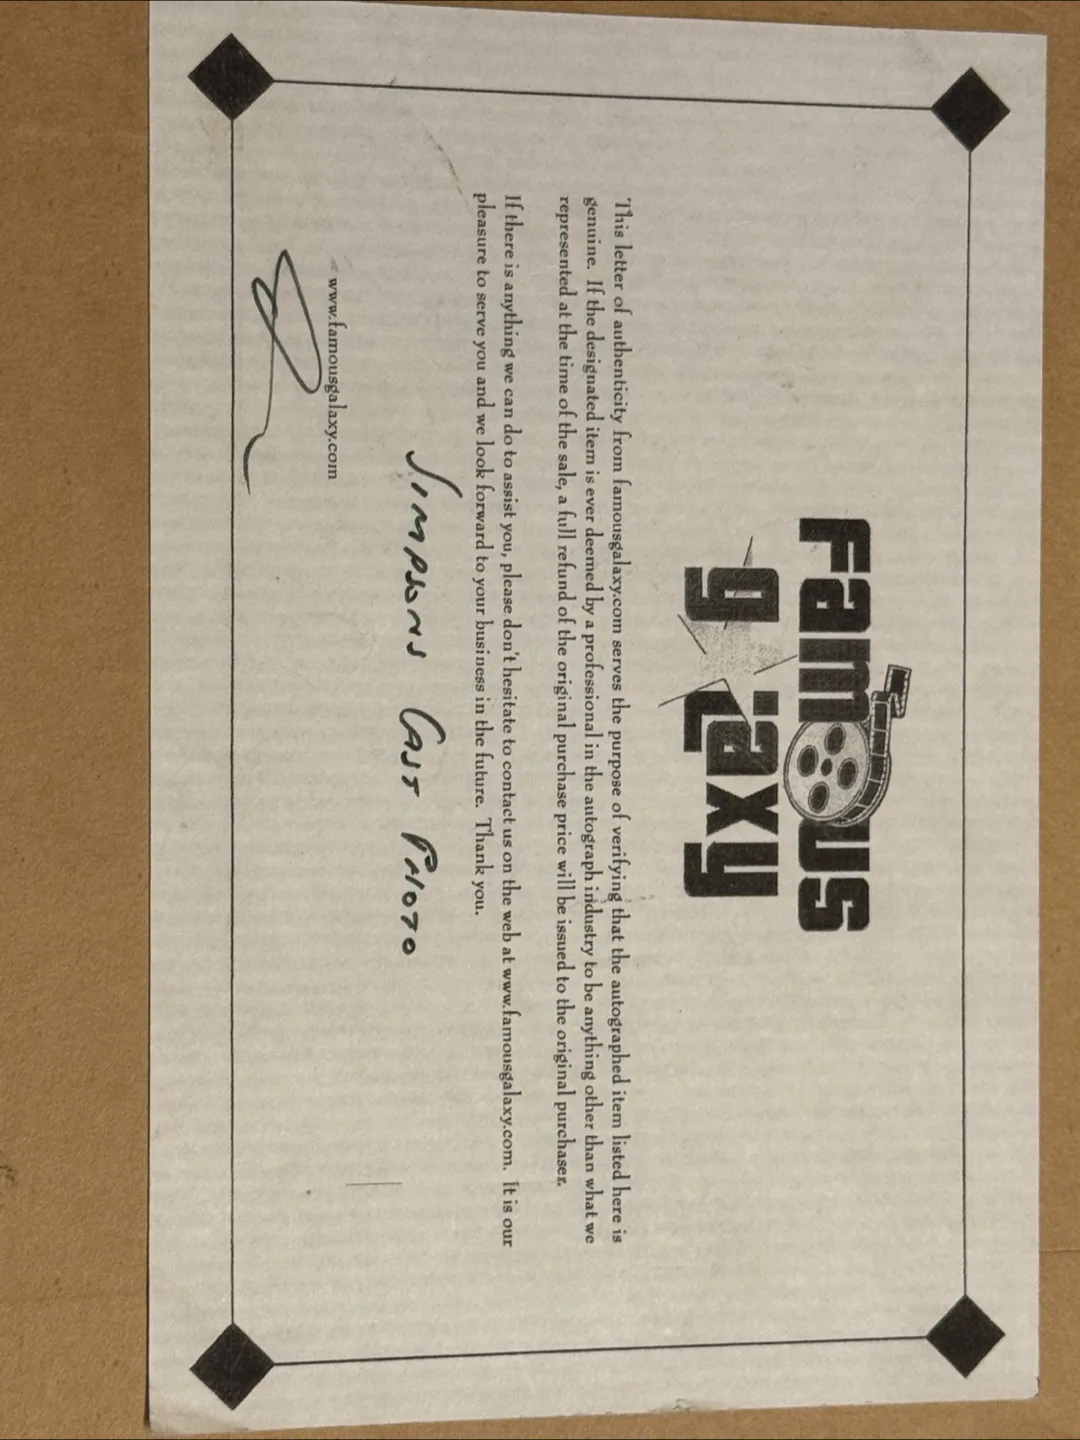 Famous
galaxy
This letter of authenticity from famousgalaxy.com serves the purpose of verifying that the autographed item listed here is
genuine. If the designated item is ever deemed by a professional in the autograph industry to be anything other than what we
represented at the time of the sale, a full refund of the original purchase price will be issued to the original purchaser.
If there is anything we can do to assist you, please don't hesitate to contact us on the web at www.famousgalaxy.com. It is our
pleasure to serve you and we look forward to your business in the future. Thank you.
SIMPSONS CAST PHOTO
www.famousgalaxy.com